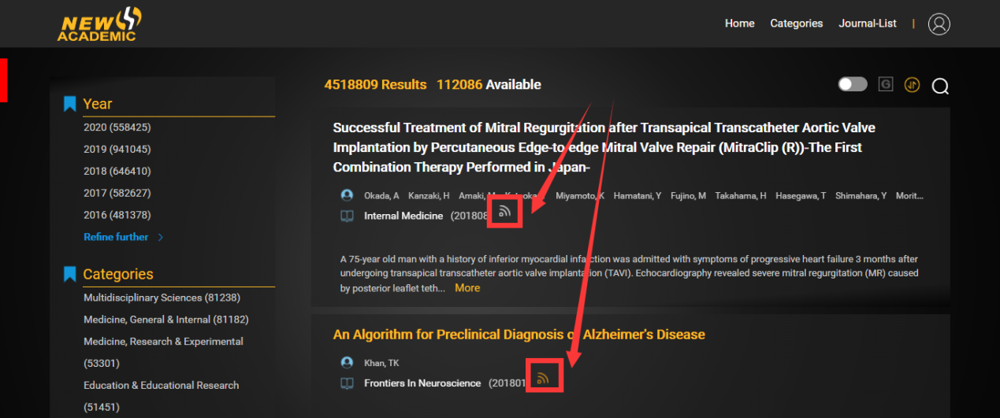 NEW
ACADEMIC
Home Categories Journal-List
4518809 Results 112086 Available
G
Year
2020 (558425)
2019 (941045)
2018 (646410)
2017 (582627)
2016 (481378)
Refine further
Categories
Multidisciplinary Sciences (81238)
Medicine, General & Internal (81182)
Medicine, Research & Experimental
(53301)
Education & Educational Research
(51451)
Successful Treatment of Mitral Regurgitation after Transapical Transcatheter Aortic Valve
Implantation by Percutaneous Edge-to-edge Mitral Valve Repair (MitraClip (R))-The First
Combination Therapy Performed in Japan-
Okada, A Kanzaki, H Amaki, Miyamoto, K Hamatani, Y Fujino, M Takahama, H Hasegawa, T Shimahara, Y Morit...
Internal Medicine (201808
A 75-year old man with a history of inferior myocardial infarction was admitted with symptoms of progressive heart failure 3 months after
undergoing transapical transcatheter aortic valve implantation (TAVI). Echocardiography revealed severe mitral regurgitation (MR) caused
by posterior leaflet teth... More
An Algorithm for Preclinical Diagnosis of Alzheimer's Disease
Khan, TK
Frontiers In Neuroscience (201801